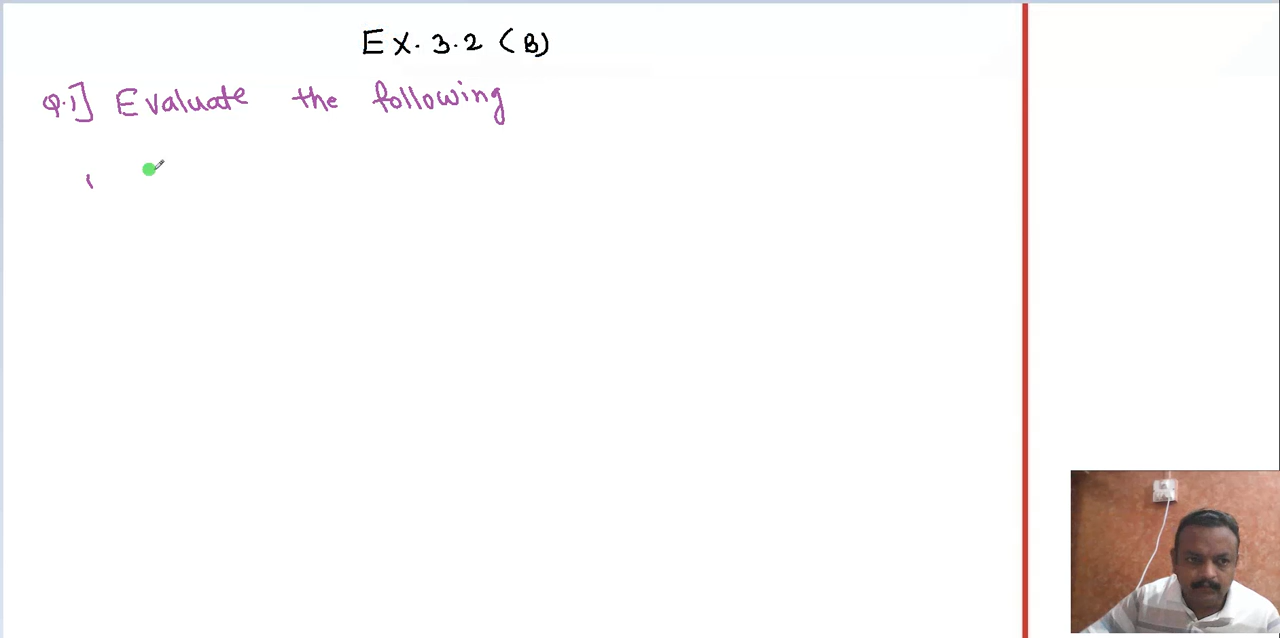 Ex. 3.2 (B)
Q.1] Evaluate the following